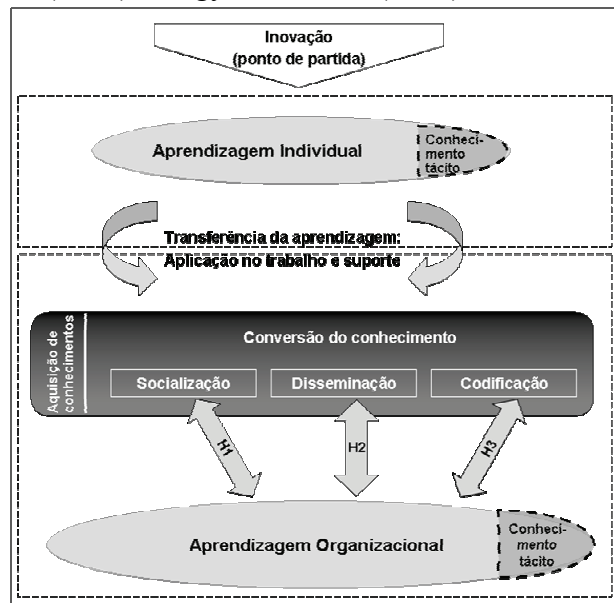 Inovação
(ponto de partida)
Aprendizagem Individual
Conheci-
mento
tácito
Transferência da aprendizagem:
Aplicação no trabalho e suporte
Aquisição de
conhecimentos
Conversão do conhecimento
Socialização
Disseminação
Codificação
H1
H2
H3
Aprendizagem Organizacional
Conheci-
mento
tácito